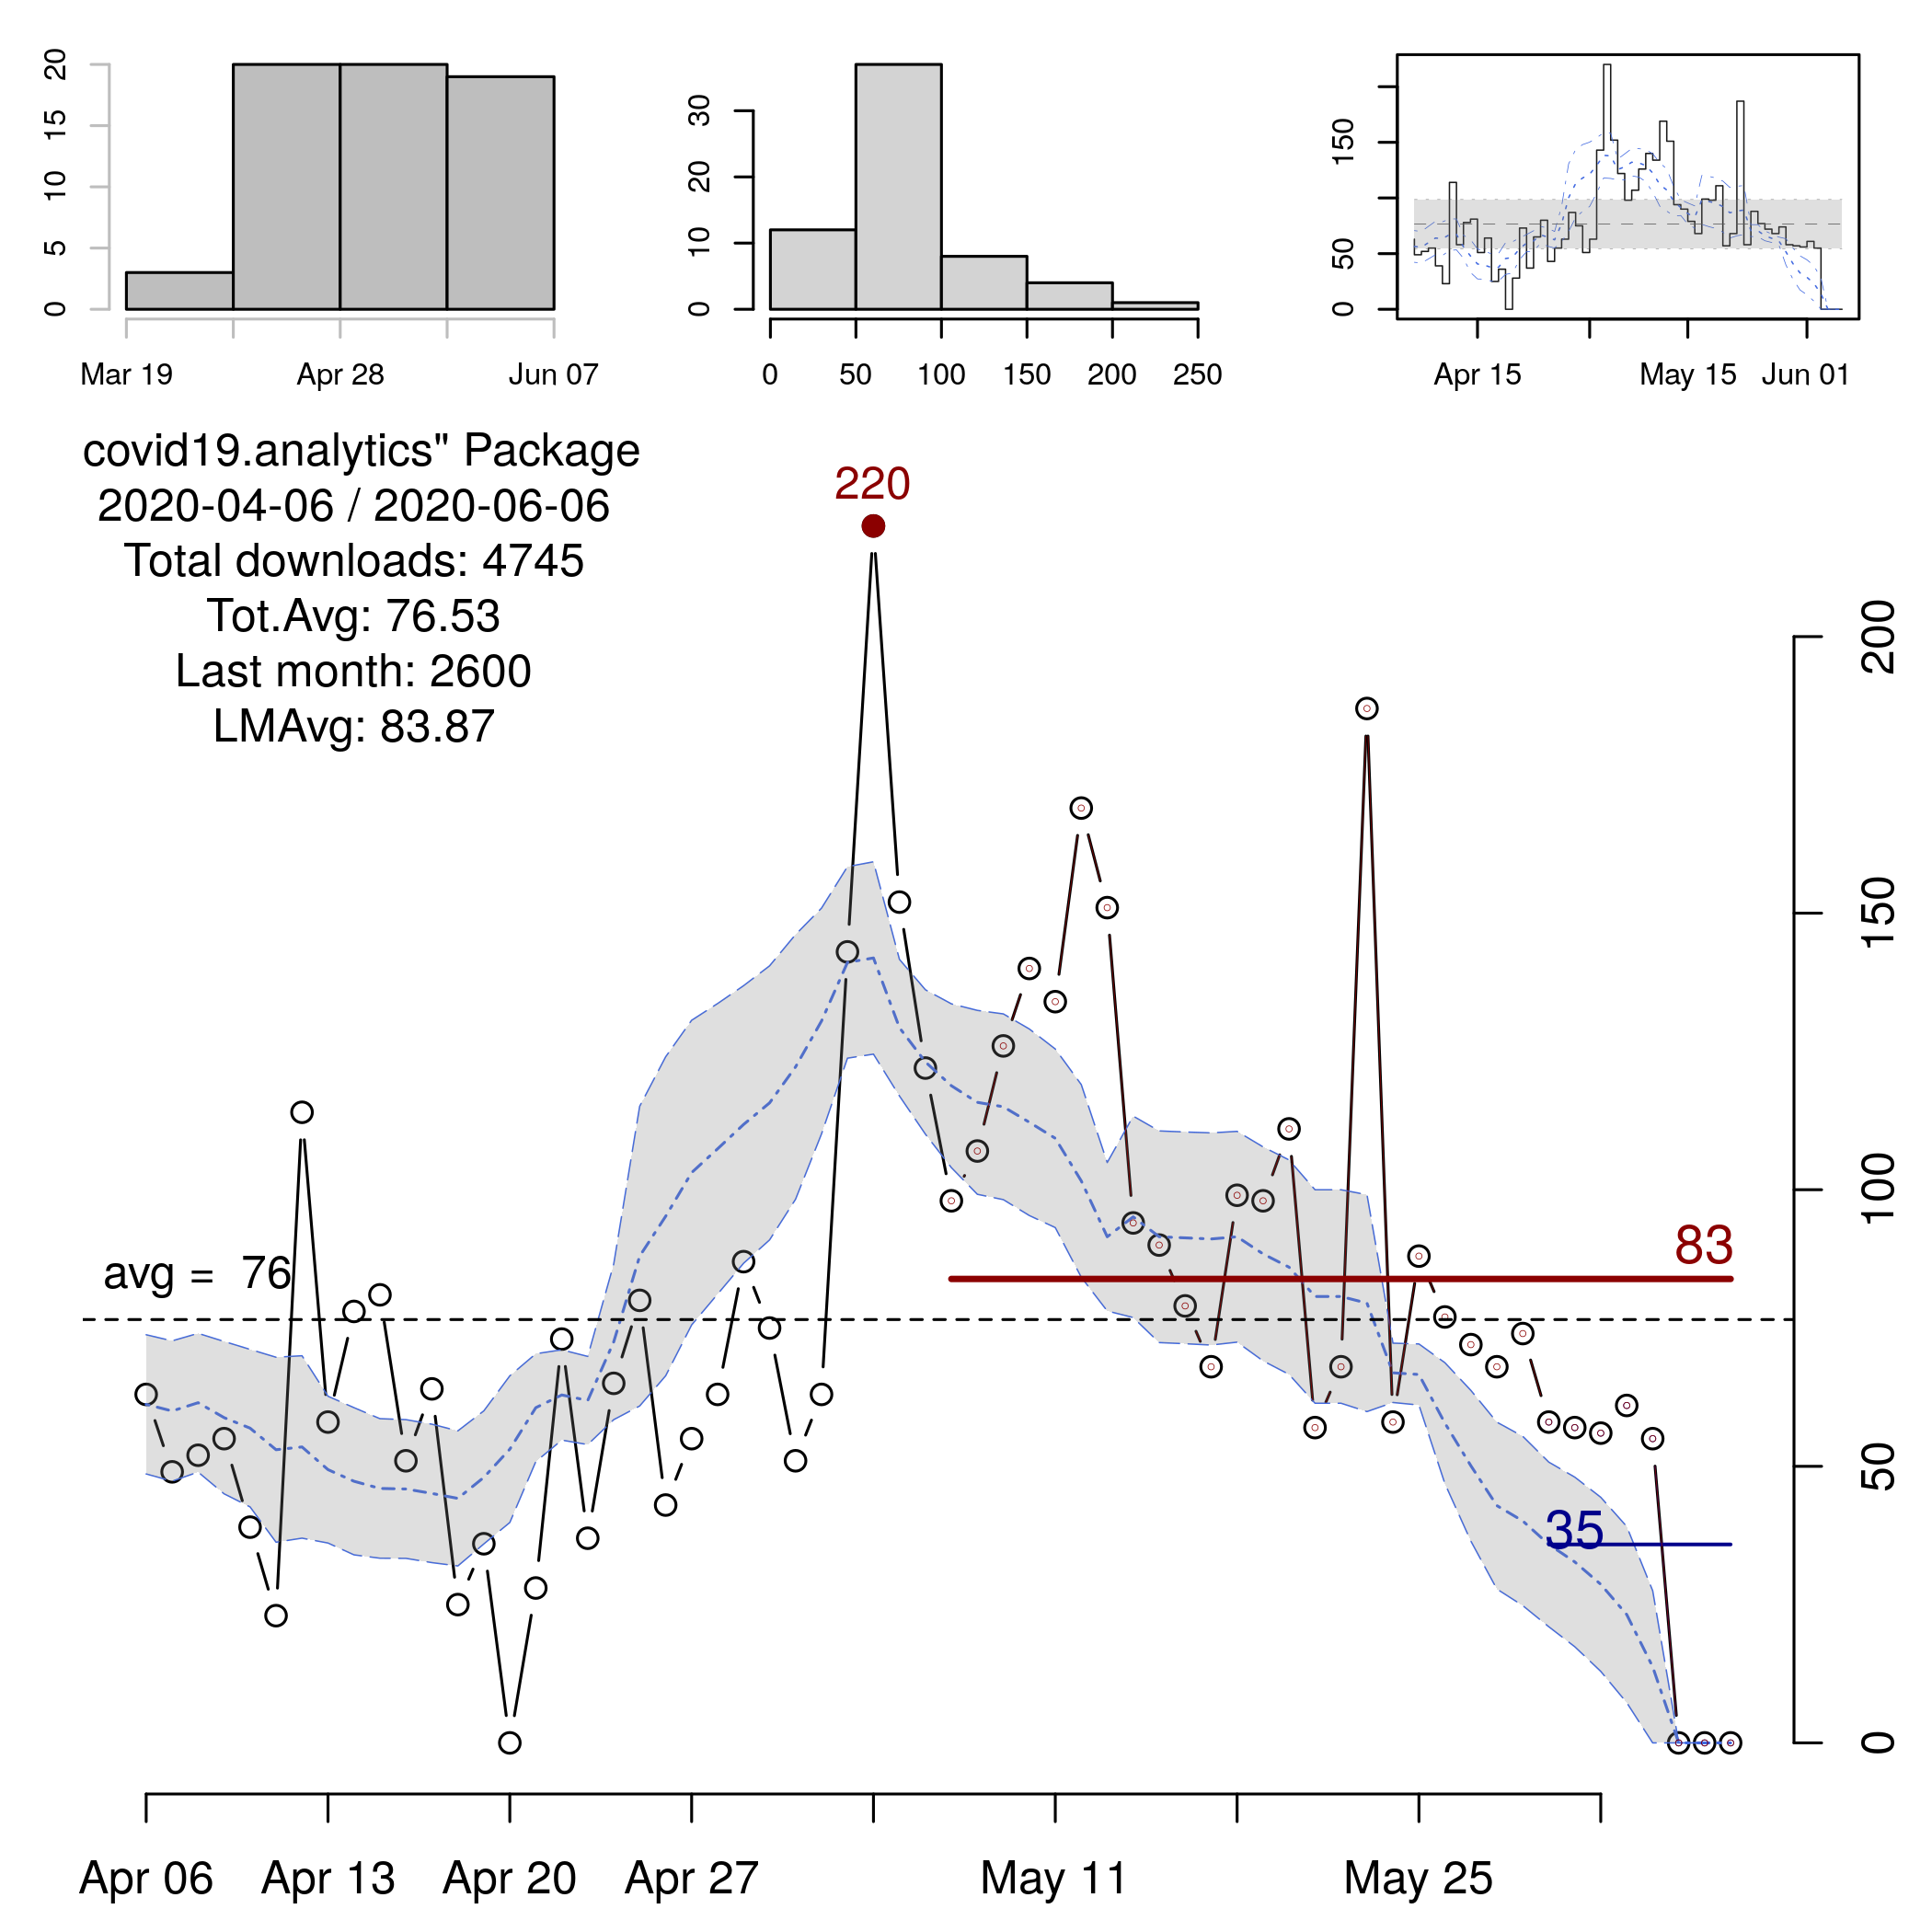 20
15
10
5
0
Mar 19 Apr 28 Jun 07
30
20
10
0
0 50 100 150 200 250
150
50
0
Apr 15 May 15 Jun 01
covid19.analytics" Package
2020-04-06 / 2020-06-06
Total downloads: 4745
Tot.Avg: 76.53
Last month: 2600
LMAvg: 83.87
220
avg = 76
83
35
200
150
100
50
0
Apr 06 Apr 13 Apr 20 Apr 27 May 11 May 25